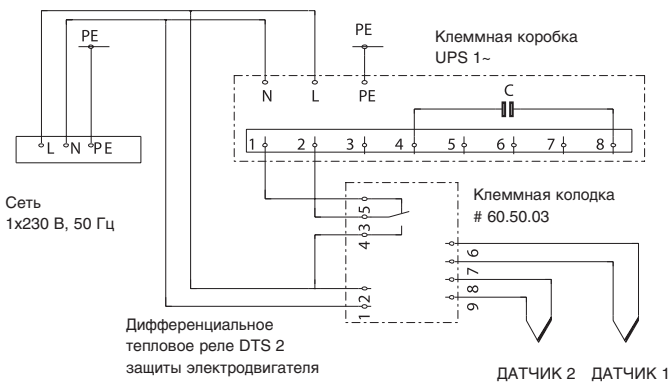 PE
PE
Клеммная коробка
UPS 1~
N L PE
C
1 2 3 4 5 6 7 8
L N PE
Сеть
1x230 В, 50 Гц
Клеммная колодка
# 60.50.03
5
3
4
6
7
8
9
2
1
Дифференциальное
тепловое реле DTS 2
защиты электродвигателя
ДАТЧИК 2 ДАТЧИК 1